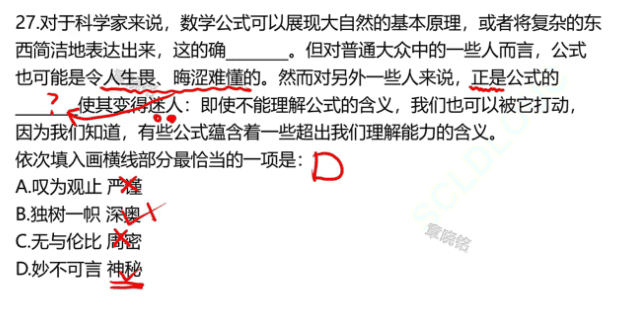 27.对于科学家来说，数学公式可以展现大自然的基本原理，或者将复杂的东
西简洁地表达出来，这的确________。但对普通大众中的一些人而言，公式
也可能是令人生畏、晦涩难懂的。然而对另外一些人来说，正是公式的
?
________使其变得迷人：即使不能理解公式的含义，我们也可以被它打动，
因为我们知道，有些公式蕴含着一些超出我们理解能力的含义。
依次填入画横线部分最恰当的一项是： D
A.叹为观止 严谨
B.独树一帜 深奥
C.无与伦比 周密
D.妙不可言 神秘
章晓铭